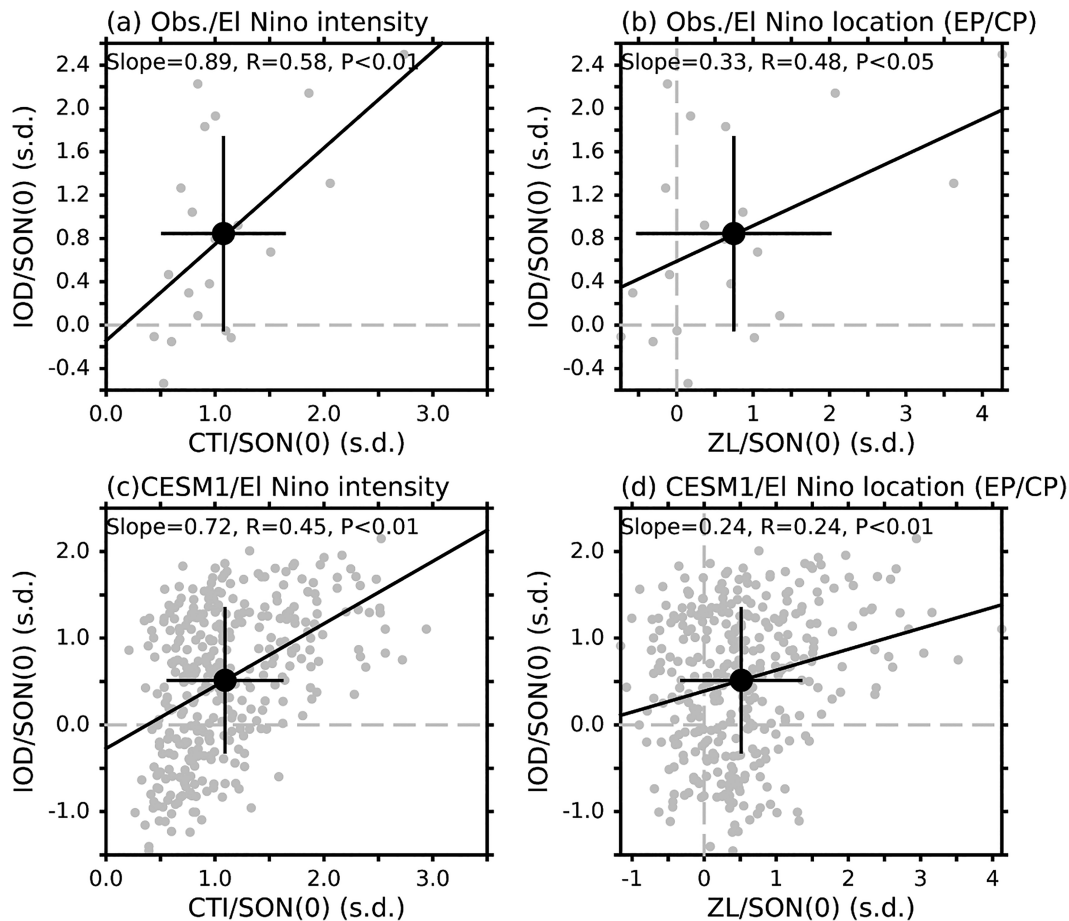 (a) Obs./El Nino intensity
Slope=0.89, R=0.58, P<0.01
2.4
2.0
1.6
1.2
0.8
0.4
0.0
-0.4
IOD/SON(0) (s.d.)
0.0 1.0 2.0 3.0
CTI/SON(0) (s.d.)
(b) Obs./El Nino location (EP/CP)
Slope=0.33, R=0.48, P<0.05
2.4
2.0
1.6
1.2
0.8
0.4
0.0
-0.4
IOD/SON(0) (s.d.)
0 1 2 3 4
ZL/SON(0) (s.d.)
(c)CESM1/El Nino intensity
Slope=0.72, R=0.45, P<0.01
2.0
1.0
0.0
-1.0
IOD/SON(0) (s.d.)
0.0 1.0 2.0 3.0
CTI/SON(0) (s.d.)
(d) CESM1/El Nino location (EP/CP)
Slope=0.24, R=0.24, P<0.01
2.0
1.0
0.0
-1.0
IOD/SON(0) (s.d.)
-1 0 1 2 3 4
ZL/SON(0) (s.d.)